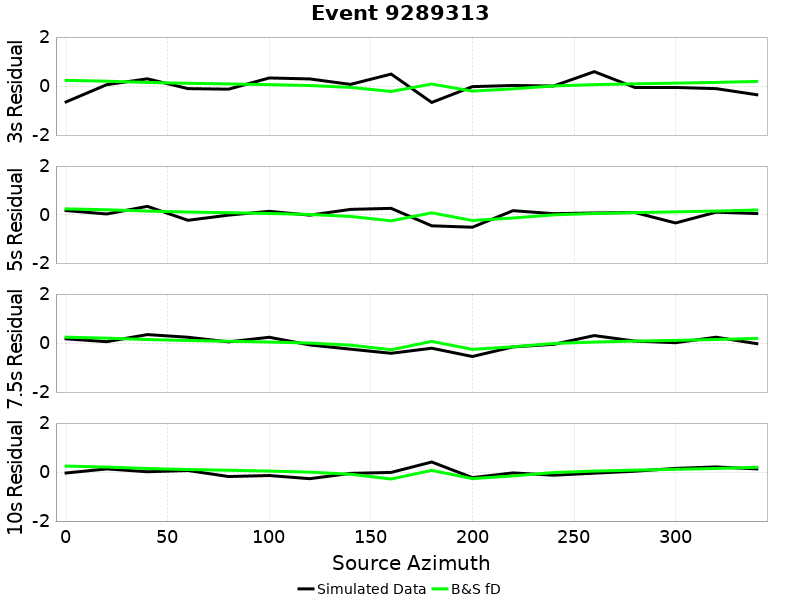 Event 9289313
3s Residual
2
0
-2
5s Residual
2
0
-2
7.5s Residual
2
0
-2
10s Residual
2
0
-2
0 50 100 150 200 250 300
Source Azimuth
Simulated Data B&S fD